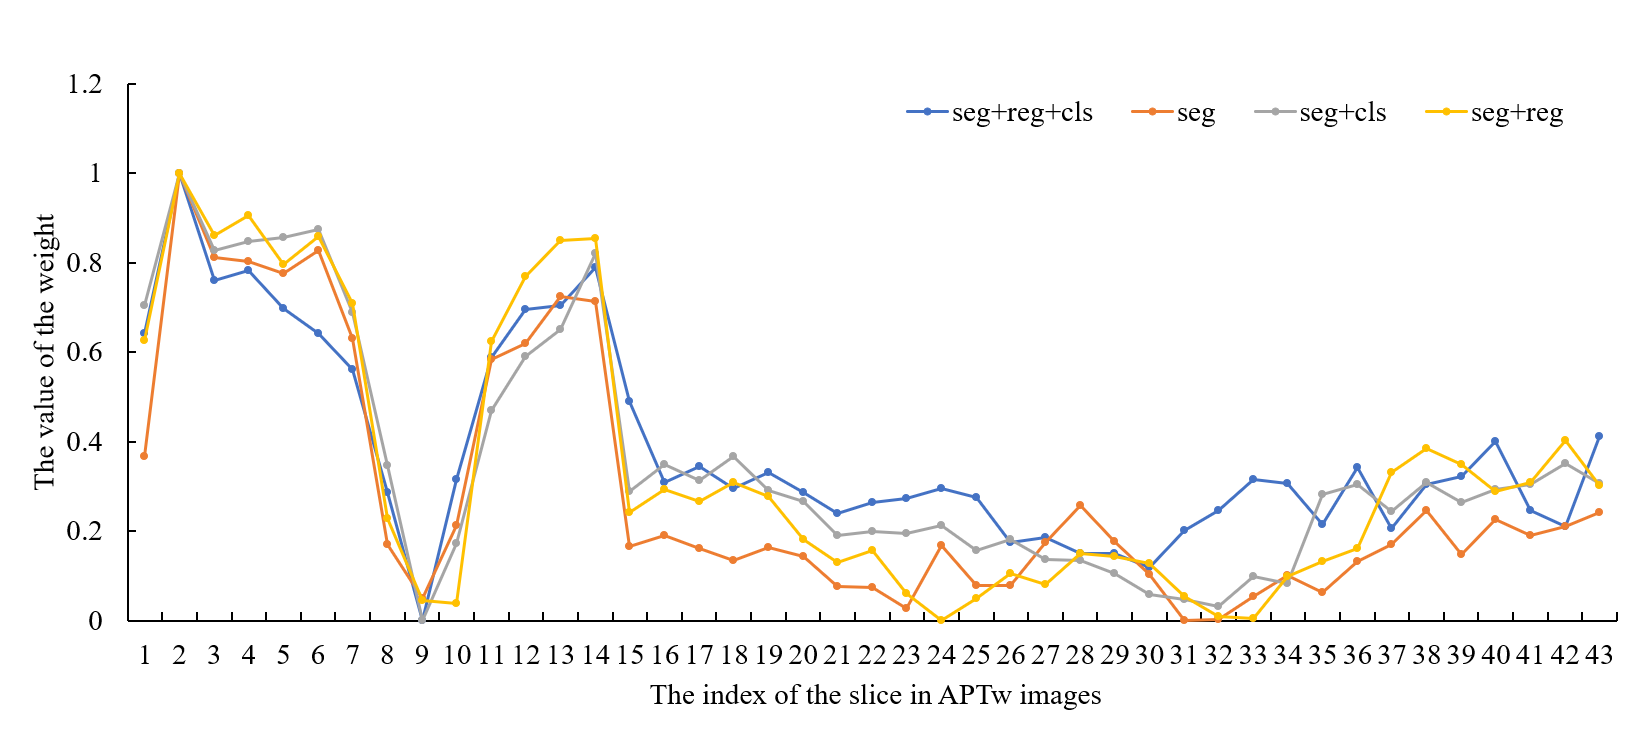 1.2
seg+reg+cls seg seg+cls seg+reg
1
0.8
0.6
0.4
0.2
0
The value of the weight
1 2 3 4 5 6 7 8 9 10 11 12 13 14 15 16 17 18 19 20 21 22 23 24 25 26 27 28 29 30 31 32 33 34 35 36 37 38 39 40 41 42 43
The index of the slice in APTw images